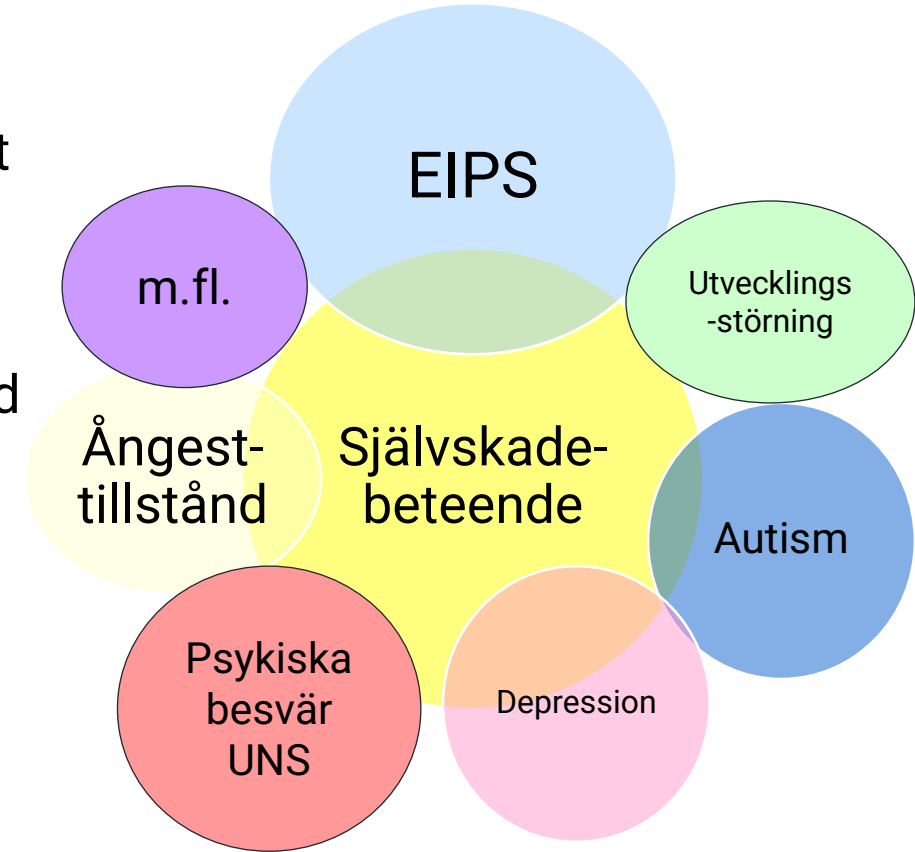 EIPS
t
m.fl.
Utvecklings
-störning
d
Ångest-
tillstånd
Självskade-
beteende
Autism
Psykiska
besvär
UNS
Depression